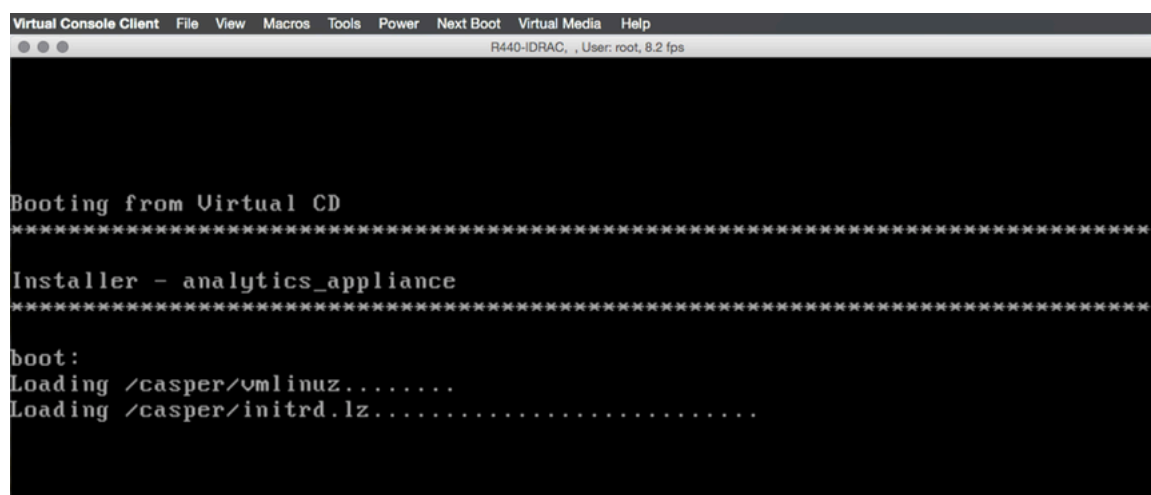 Virtual Console Client File View Macros Tools Power Next Boot Virtual Media Help
R440-IDRAC, , User: root, 8.2 fps
Booting from Virtual CD
********************************************************************************
Installer - analytics_appliance
********************************************************************************
boot:
Loading /casper/vmlinuz........
Loading /casper/initrd.lz...........................